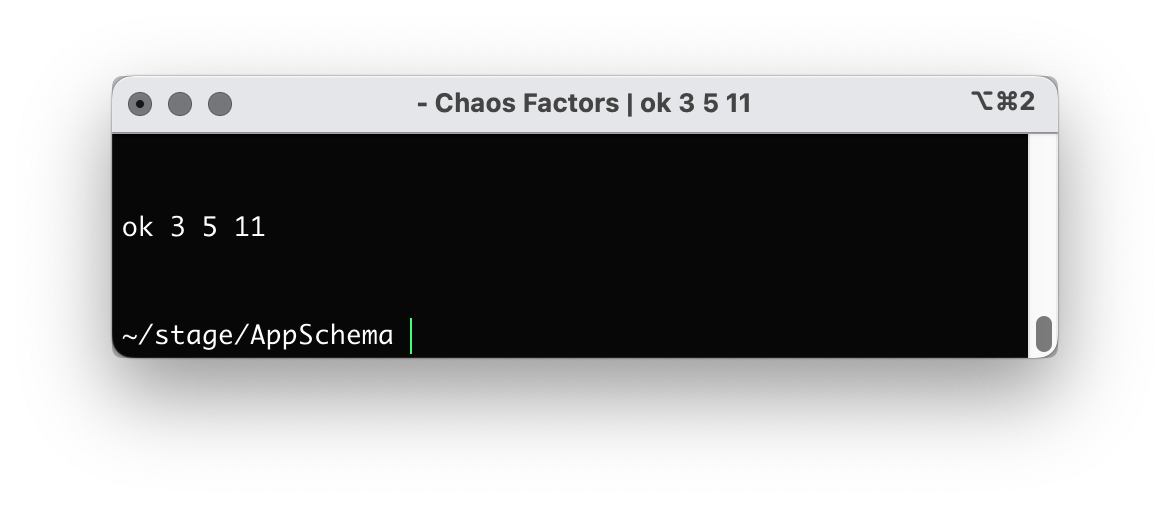 - Chaos Factors | ok 3 5 11
⌥⌘2
ok 3 5 11
~/stage/AppSchema